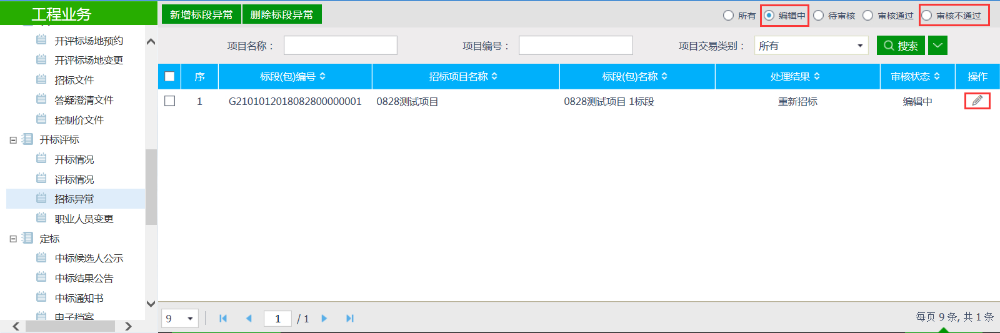 工程业务
开评标场地预约
开评标场地变更
招标文件
答疑澄清文件
控制价文件
开标评标
开标情况
评标情况
招标异常
职业人员变更
定标
中标候选人公示
中标结果公告
中标通知书
电子档案
新增标段异常 删除标段异常
所有 编辑中 待审核 审核通过 审核不通过
项目名称： 项目编号： 项目交易类别： 所有 搜索
序 标段(包)编号 招标项目名称 标段(包)名称 处理结果 审核状态 操作
1 G2101012018082800000001 0828测试项目 0828测试项目 1标段 重新招标 编辑中
9 1 / 1 每页 9 条, 共 1 条